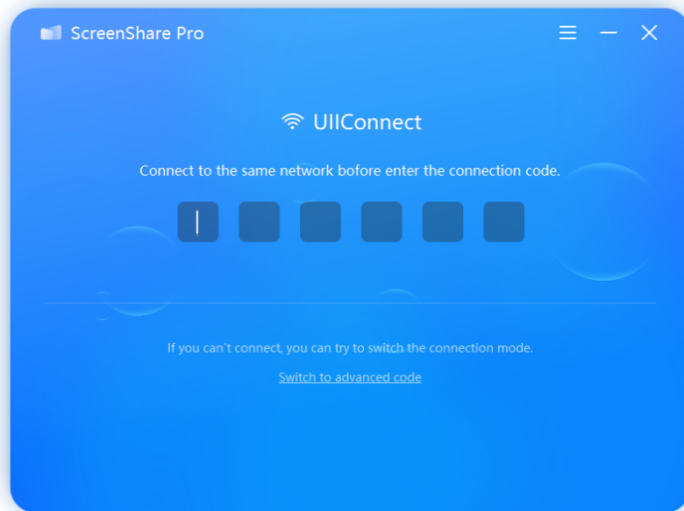 ScreenShare Pro
UIIConnect
Connect to the same network bofore enter the connection code.
If you can't connect, you can try to switch the connection mode.
Switch to advanced code